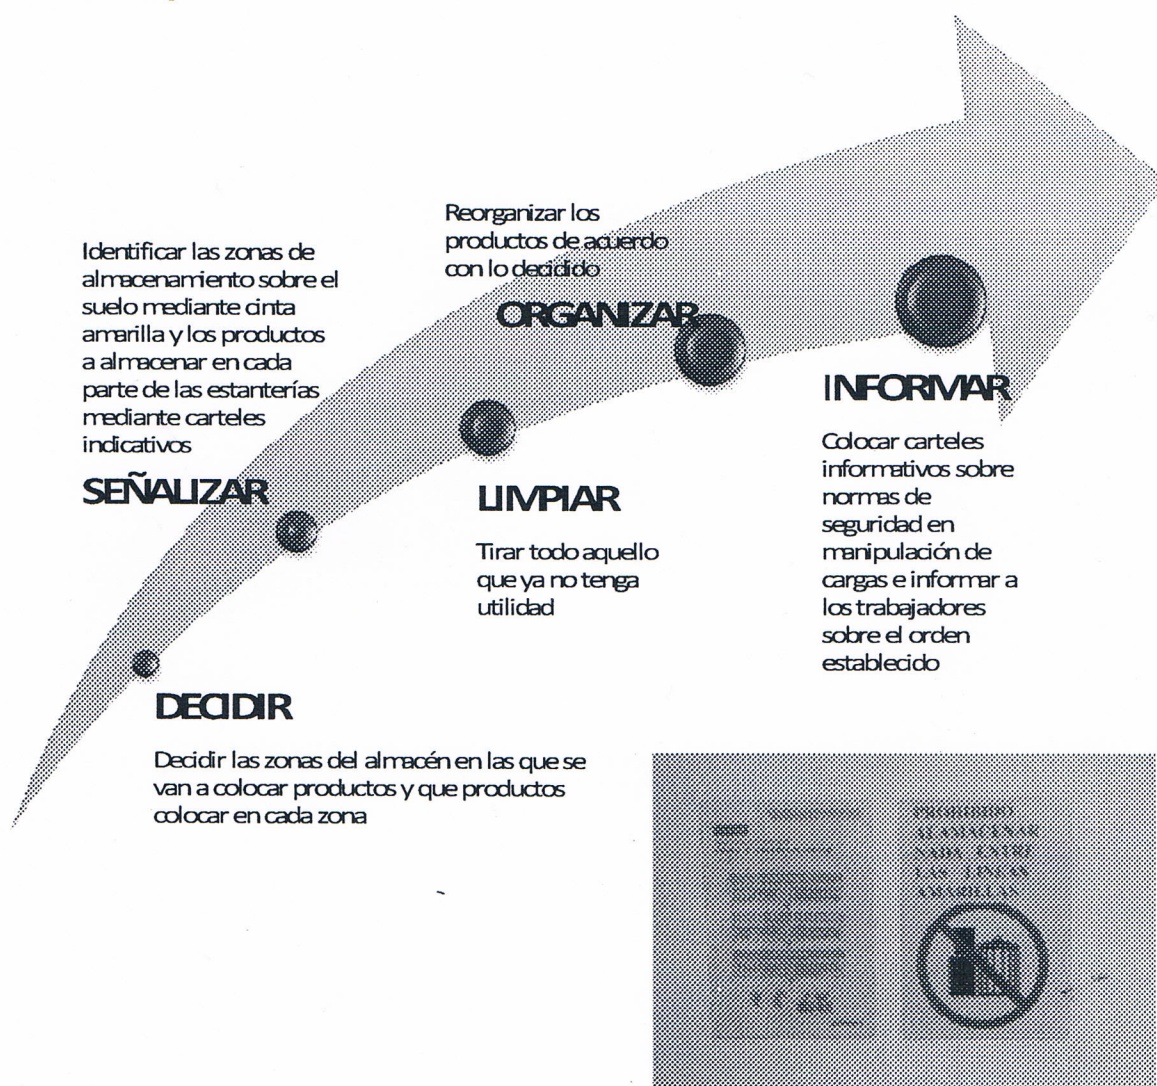 Identificar las zonas de
almacenamiento sobre el
suelo mediante cinta
amarilla y los productos
a almacenar en cada
parte de las estanterías
mediante carteles
indicativos
SEÑALIZAR
Reorganizar los
productos de acuerdo
con lo decidido
ORGANIZAR
INFORMAR
Colocar carteles
informativos sobre
normas de
seguridad en
manipulación de
cargas e informar a
los trabajadores
sobre el orden
establecido
LIMPIAR
Tirar todo aquello
que ya no tenga
utilidad
DECIDIR
Decidir las zonas del almacén en las que se
van a colocar productos y que productos
colocar en cada zona
PROHIBIDO
ALAMACENAR
NADA ENTRE
LAS LINEAS
AMARILLAS